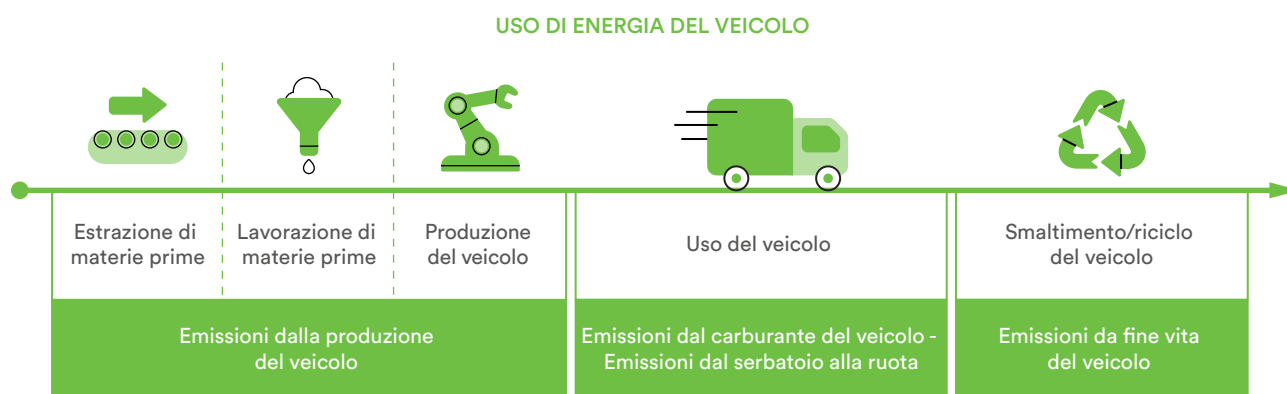 USO DI ENERGIA DEL VEICOLO
Estrazione di
materie prime
Lavorazione di
materie prime
Produzione
del veicolo
Uso del veicolo
Smaltimento/riciclo
del veicolo
Emissioni dalla produzione
del veicolo
Emissioni dal carburante del veicolo -
Emissioni dal serbatoio alla ruota
Emissioni da fine vita
del veicolo